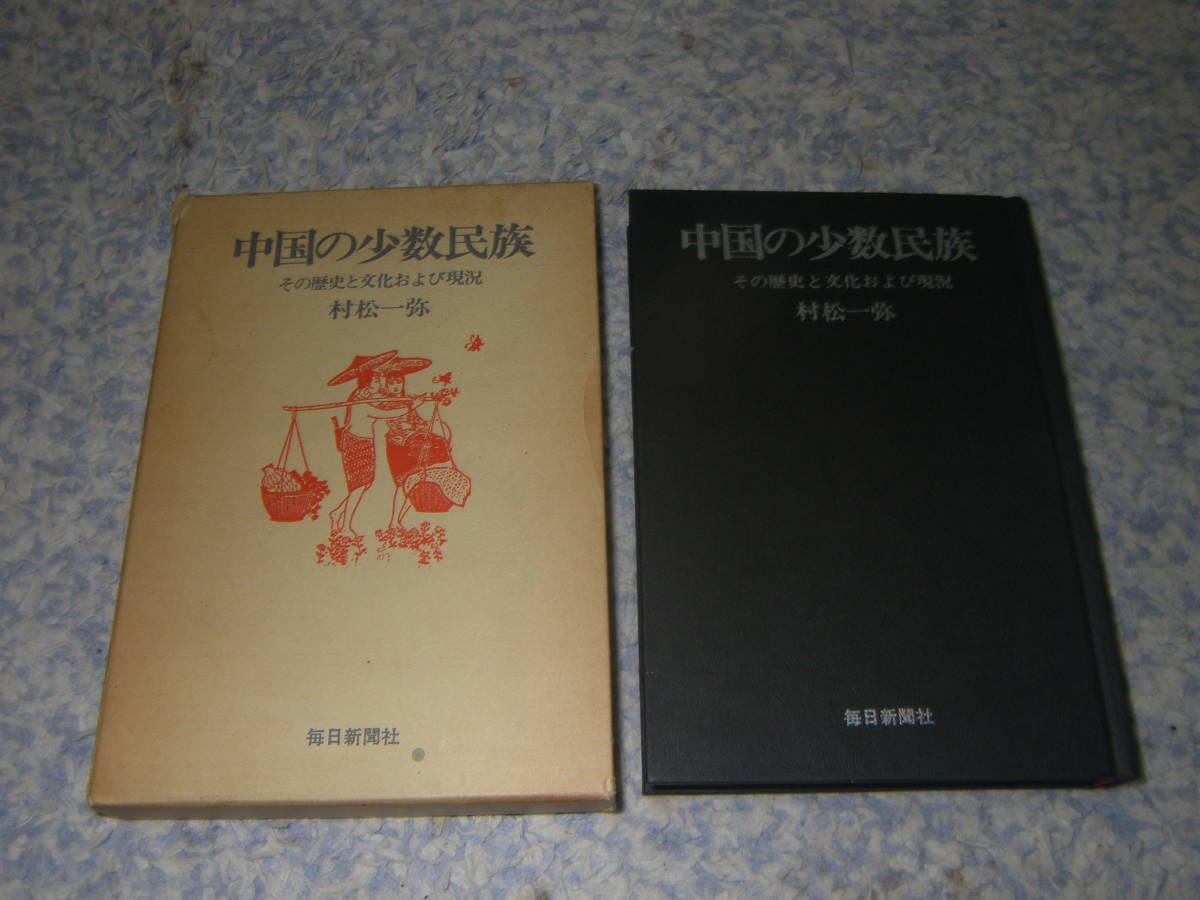 中国の少数民族
その歴史と文化および現況
村松一弥
毎日新聞社
中国の少数民族
その歴史と文化および現況
村松一弥
毎日新聞社